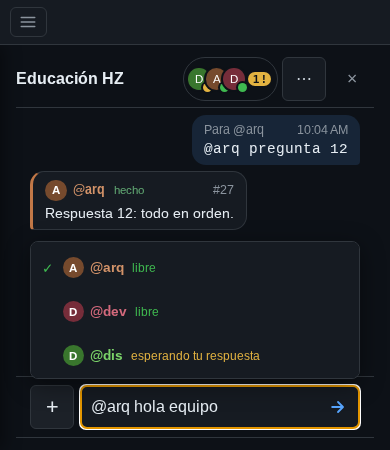 Educación HZ
D A D 1 !
...
×
Para @arq 10:04 AM
@arq pregunta 12
A @arq hecho #27
Respuesta 12: todo en orden.
✓ A @arq libre
D @dev libre
D @dis esperando tu respuesta
+ @arq hola equipo →